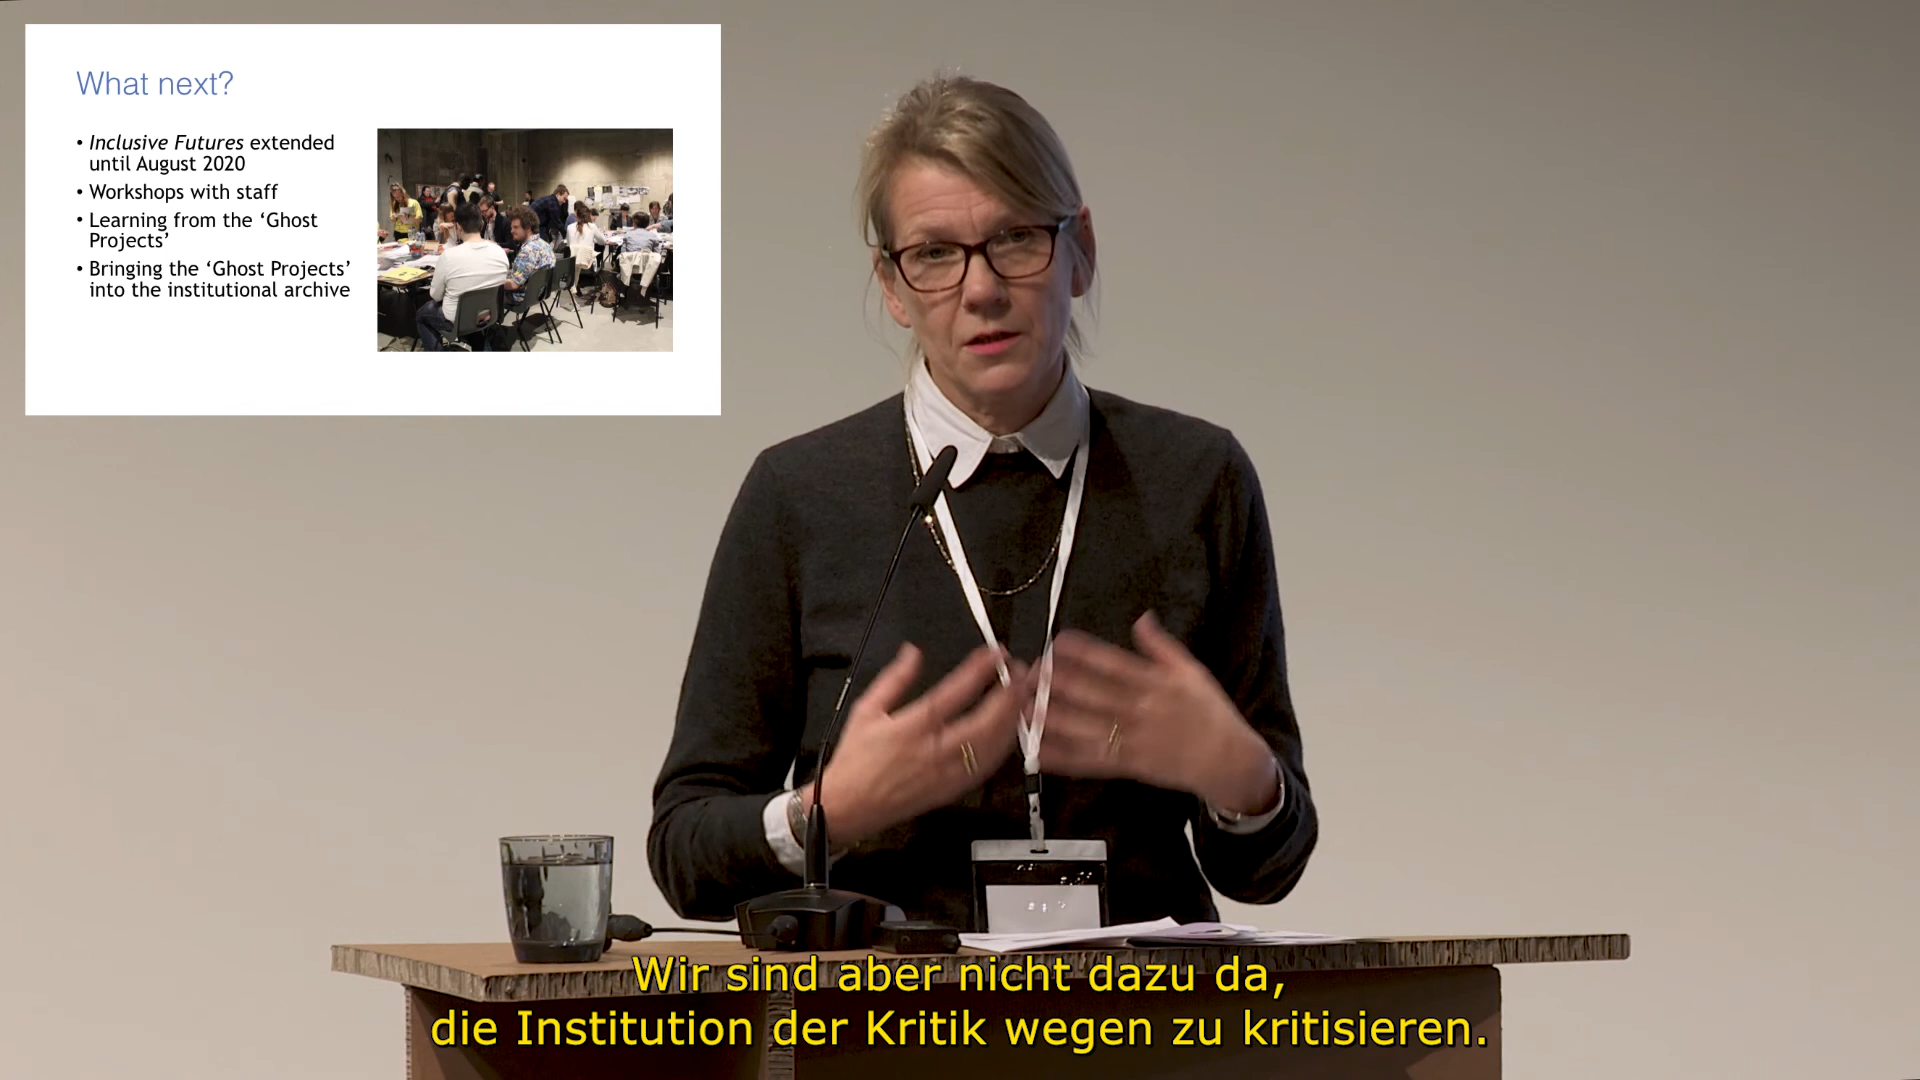 What next?
• Inclusive Futures extended
until August 2020
• Workshops with staff
• Learning from the ‘Ghost
Projects’
• Bringing the ‘Ghost Projects’
into the institutional archive
Wir sind aber nicht dazu da,
die Institution der Kritik wegen zu kritisieren.